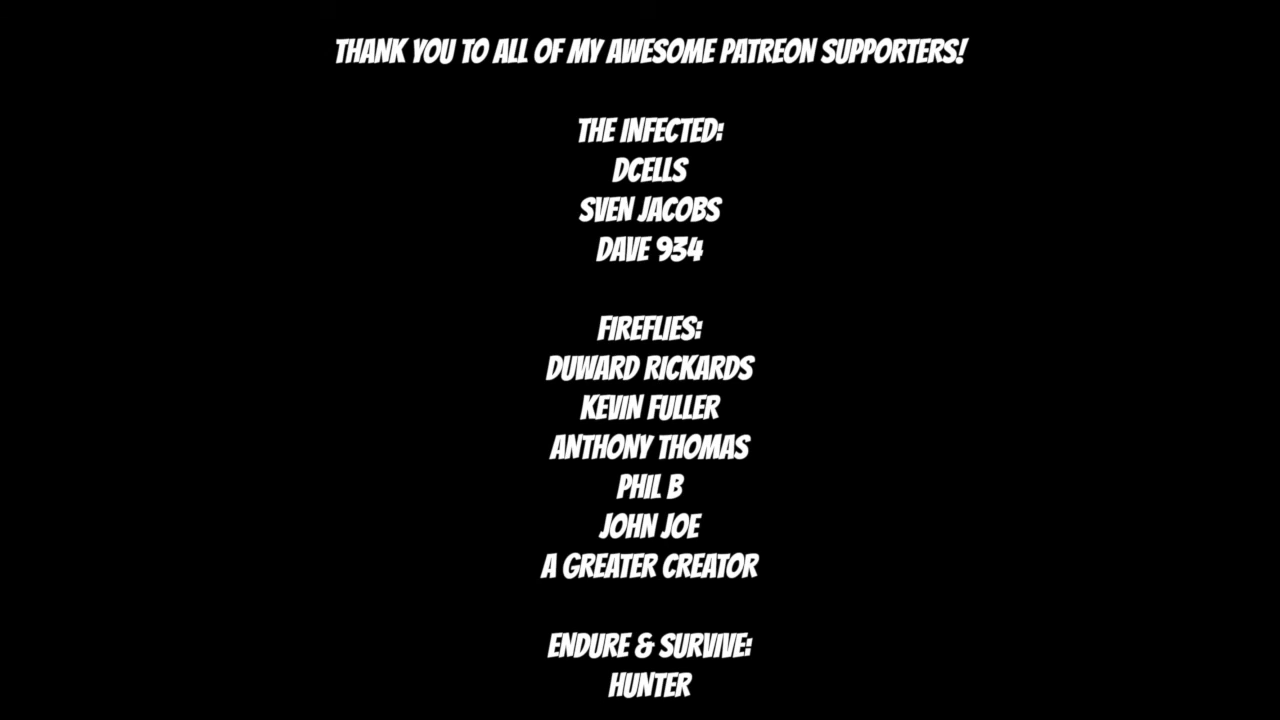 THANK YOU TO ALL OF MY AWESOME PATREON SUPPORTERS!
THE INFECTED:
DCELLS
SVEN JACOBS
DAVE 934
FIREFLIES:
DUWARD RICKARDS
KEVIN FULLER
ANTHONY THOMAS
PHIL B
JOHN JOE
A GREATER CREATOR
ENDURE & SURVIVE:
HUNTER